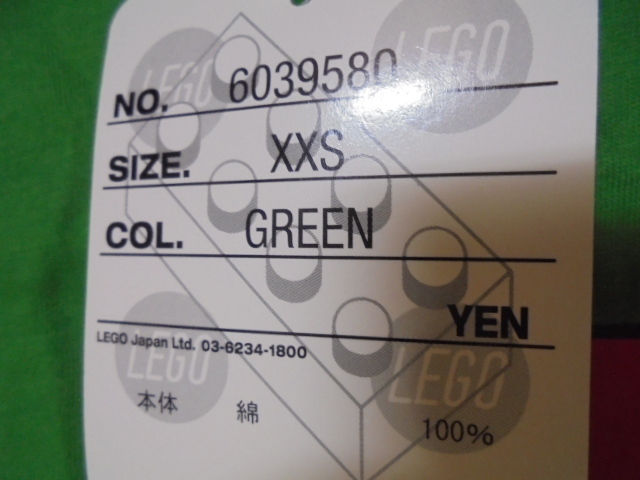 LEGO LEGO
NO. 6039580
SIZE. XXS
COL. GREEN
YEN
LEGO Japan Ltd. 03-6234-1800
LEGO LEGO
本体 綿 100%